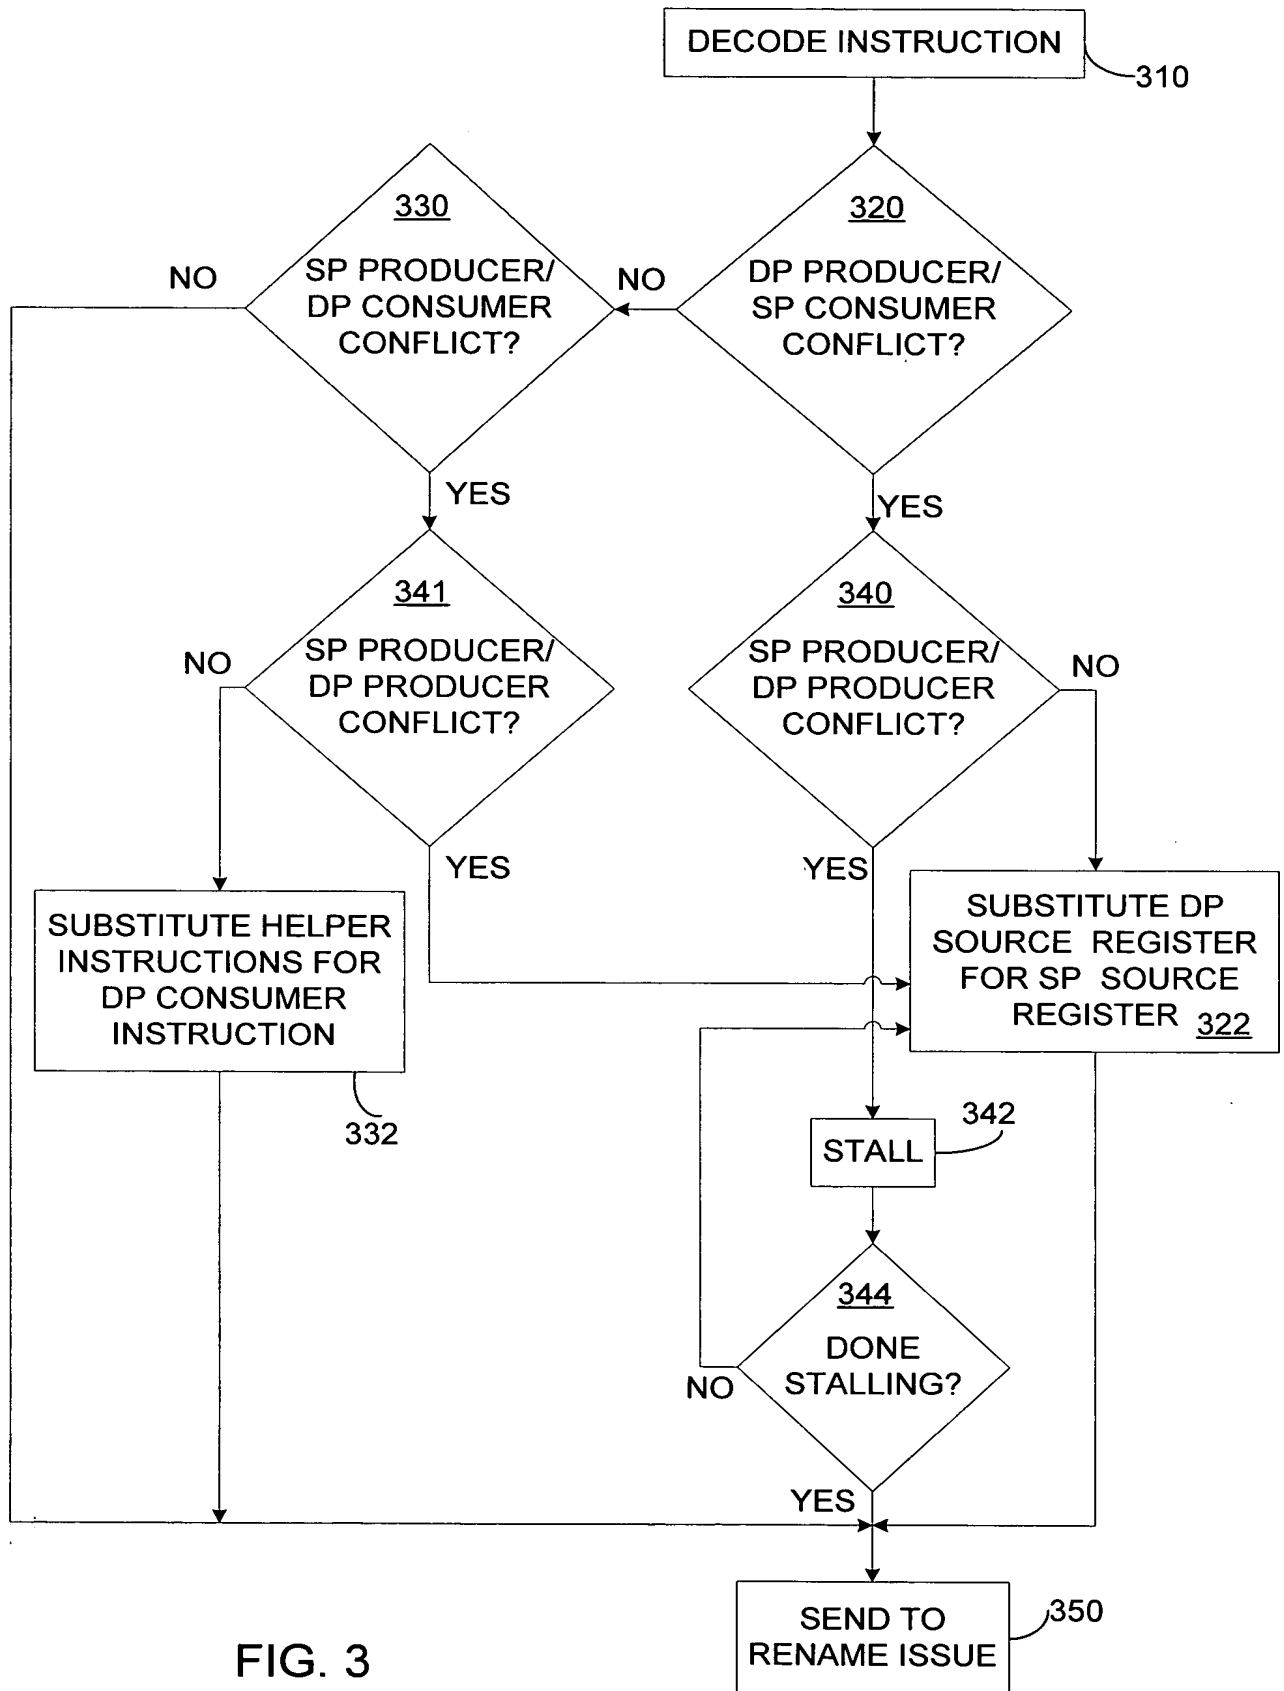 DECODE INSTRUCTION
310
330
SP PRODUCER/
DP CONSUMER
CONFLICT?
NO
NO
320
DP PRODUCER/
SP CONSUMER
CONFLICT?
YES
YES
341
SP PRODUCER/
DP PRODUCER
CONFLICT?
NO
340
SP PRODUCER/
DP PRODUCER
CONFLICT?
NO
YES
YES
SUBSTITUTE HELPER
INSTRUCTIONS FOR
DP CONSUMER
INSTRUCTION
332
SUBSTITUTE DP
SOURCE REGISTER
FOR SP SOURCE
REGISTER 322
342
STALL
344
DONE
STALLING?
NO
YES
SEND TO
RENAME ISSUE
350
FIG. 3